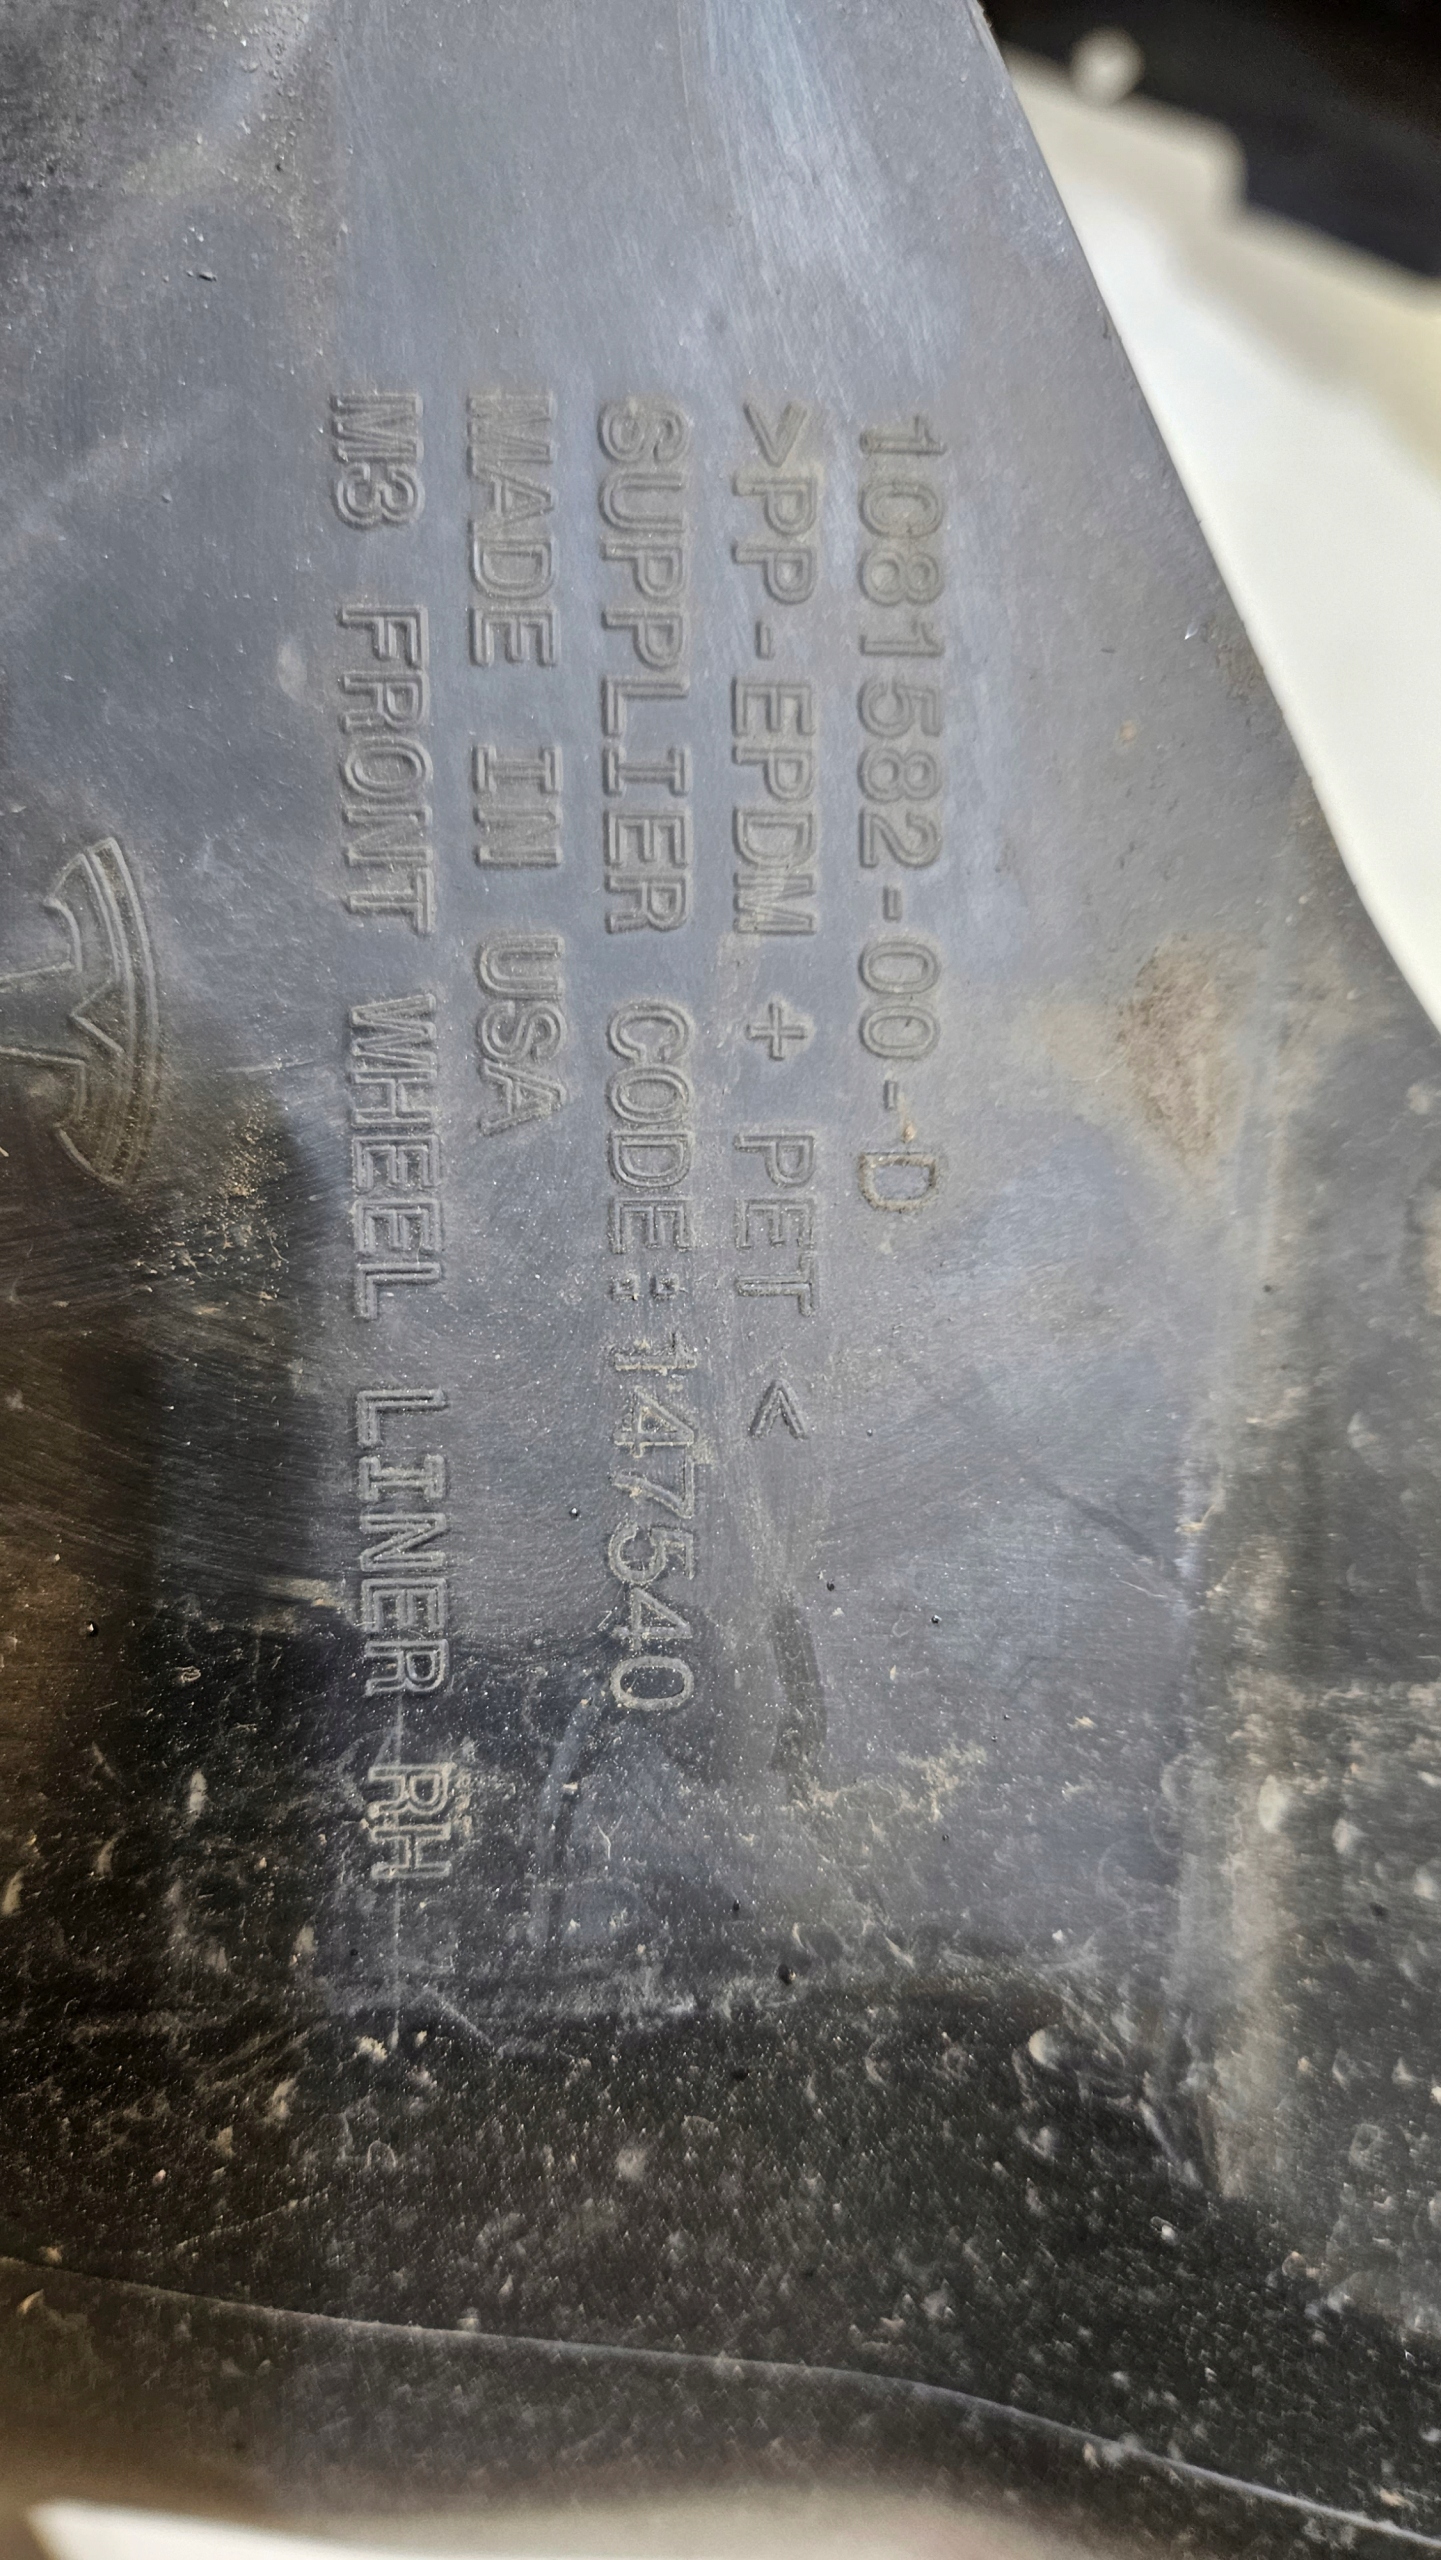 1081582-00-D
>PP-EPDM + PET <
SUPPLIER CODE:147540
MADE IN USA
M3 FRONT WHEEL LINER RH